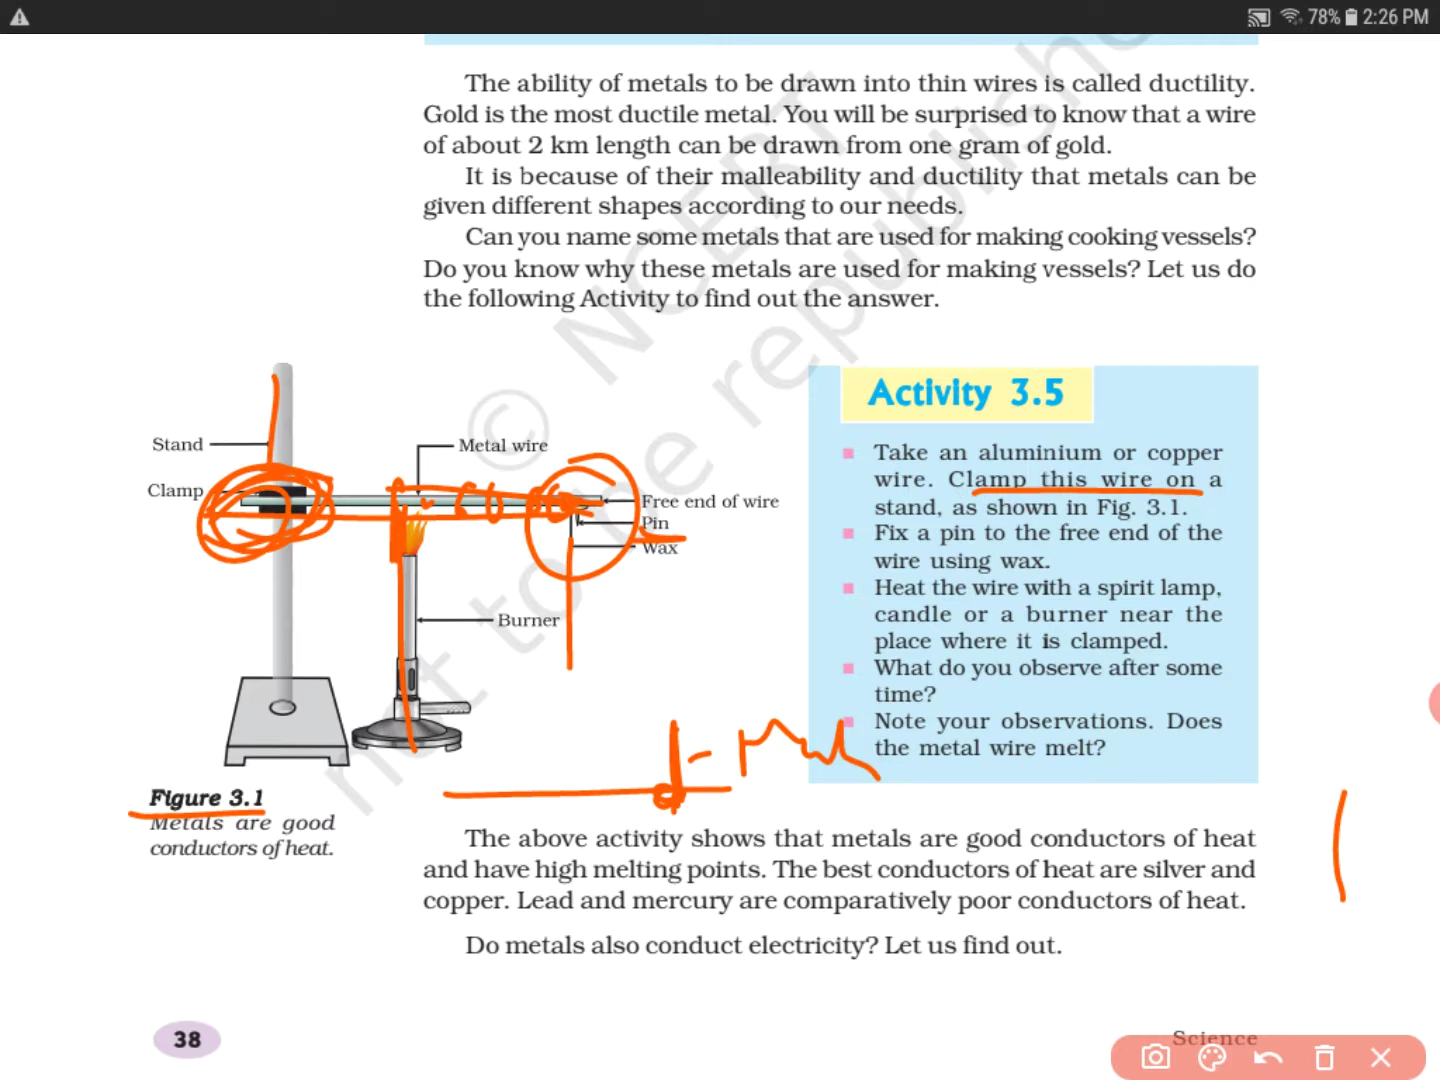 78% 2:26 PM
The ability of metals to be drawn into thin wires is called ductility.
Gold is the most ductile metal. You will be surprised to know that a wire
of about 2 km length can be drawn from one gram of gold.
It is because of their malleability and ductility that metals can be
given different shapes according to our needs.
Can you name some metals that are used for making cooking vessels?
Do you know why these metals are used for making vessels? Let us do
the following Activity to find out the answer.
© NCERT
not to be republished
Stand
Clamp
Metal wire
Free end of wire
Pin
Wax
Burner
Figure 3.1
Metals are good
conductors of heat.
Activity 3.5
Take an aluminium or copper
wire. Clamp this wire on a
stand, as shown in Fig. 3.1.
Fix a pin to the free end of the
wire using wax.
Heat the wire with a spirit lamp,
candle or a burner near the
place where it is clamped.
What do you observe after some
time?
Note your observations. Does
the metal wire melt?
The above activity shows that metals are good conductors of heat
and have high melting points. The best conductors of heat are silver and
copper. Lead and mercury are comparatively poor conductors of heat.
Do metals also conduct electricity? Let us find out.
38
Science